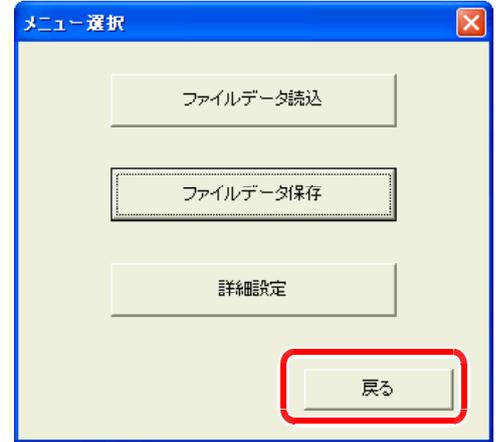 メニュー選択
ファイルデータ読込
ファイルデータ保存
詳細設定
戻る